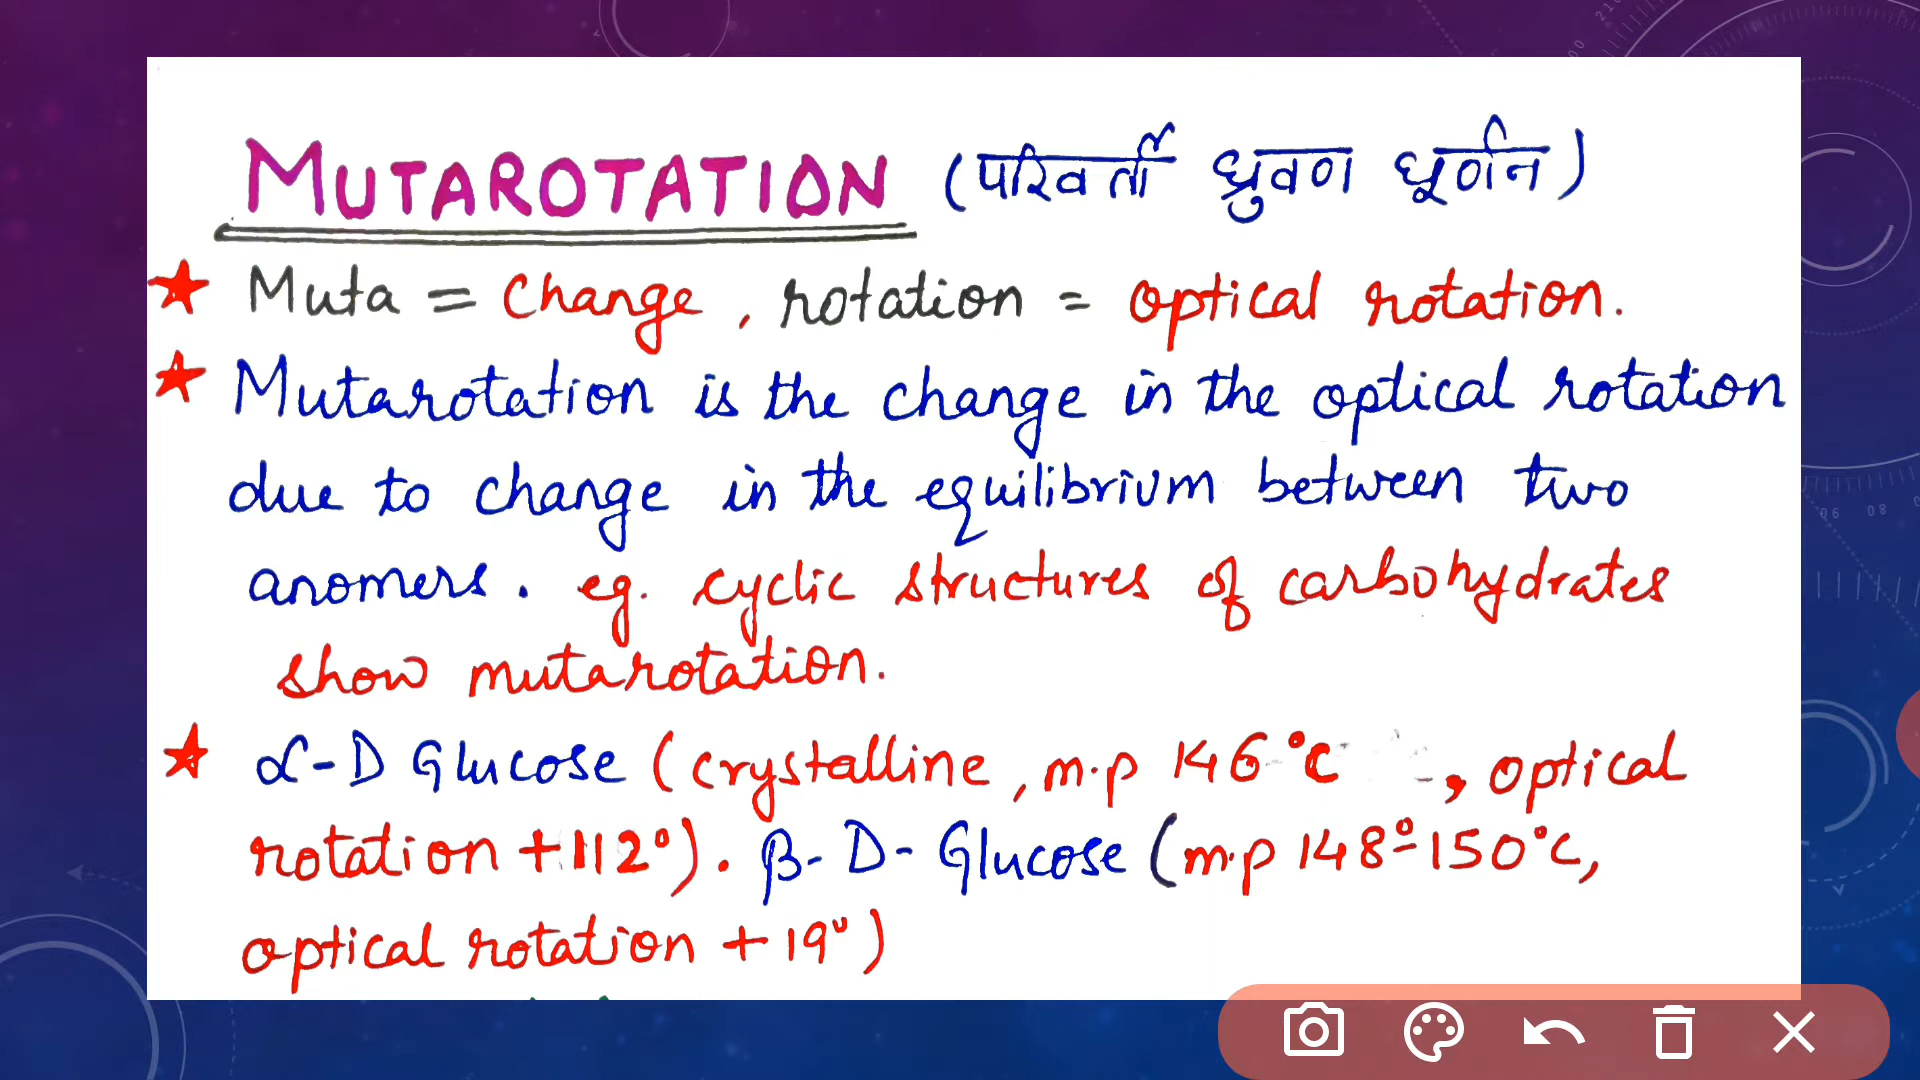 MUTAROTATION (परिवर्ती ध्रुवण घूर्णन)
★ Muta = Change, rotation = optical rotation.
★ Mutarotation is the change in the optical rotation
due to change in the equilibrium between two
anomers. eg. cyclic structures of carbohydrates
show mutarotation.
★ α-D Glucose (crystalline, m.p 146°C, optical
rotation +112°). β-D-Glucose (m.p 148°-150°C,
optical rotation +19°)